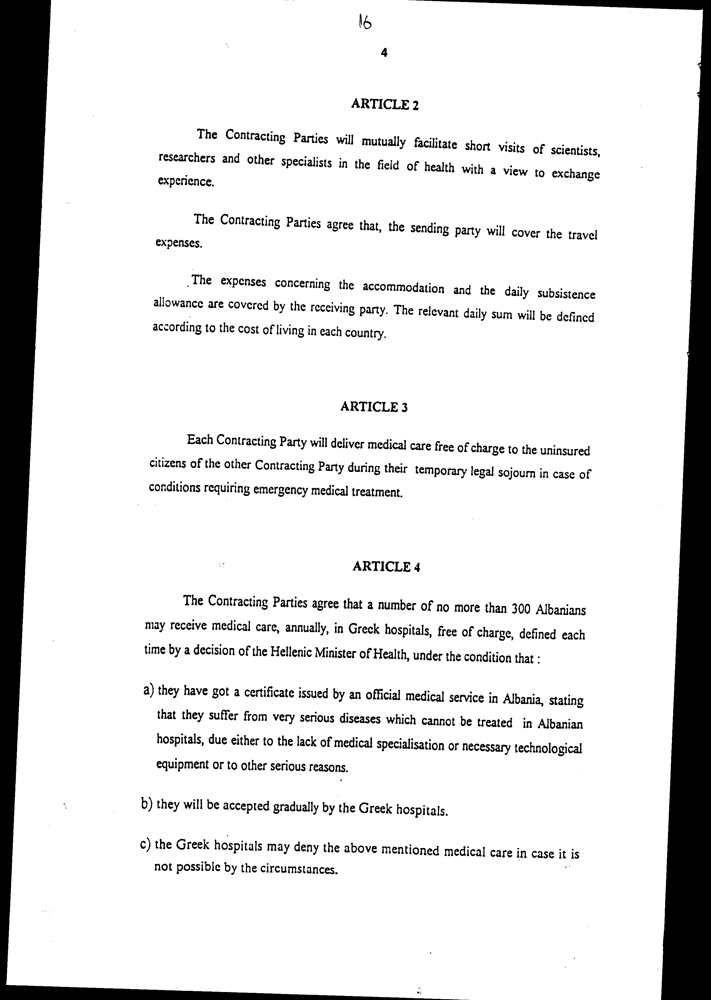 16
4
ARTICLE 2
The Contracting Parties will mutually facilitate short visits of scientists,
researchers and other specialists in the field of health with a view to exchange
experience.
The Contracting Parties agree that, the sending party will cover the travel
expenses.
The expenses concerning the accommodation and the daily subsistence
allowance are covered by the receiving party. The relevant daily sum will be defined
according to the cost of living in each country.
ARTICLE 3
Each Contracting Party will deliver medical care free of charge to the uninsured
citizens of the other Contracting Party during their temporary legal sojourn in case of
conditions requiring emergency medical treatment.
ARTICLE 4
The Contracting Parties agree that a number of no more than 300 Albanians
may receive medical care, annually, in Greek hospitals, free of charge, defined each
time by a decision of the Hellenic Minister of Health, under the condition that :
a) they have got a certificate issued by an official medical service in Albania, stating
that they suffer from very serious diseases which cannot be treated in Albanian
hospitals, due either to the lack of medical specialisation or necessary technological
equipment or to other serious reasons.
b) they will be accepted gradually by the Greek hospitals.
c) the Greek hospitals may deny the above mentioned medical care in case it is
not possible by the circumstances.